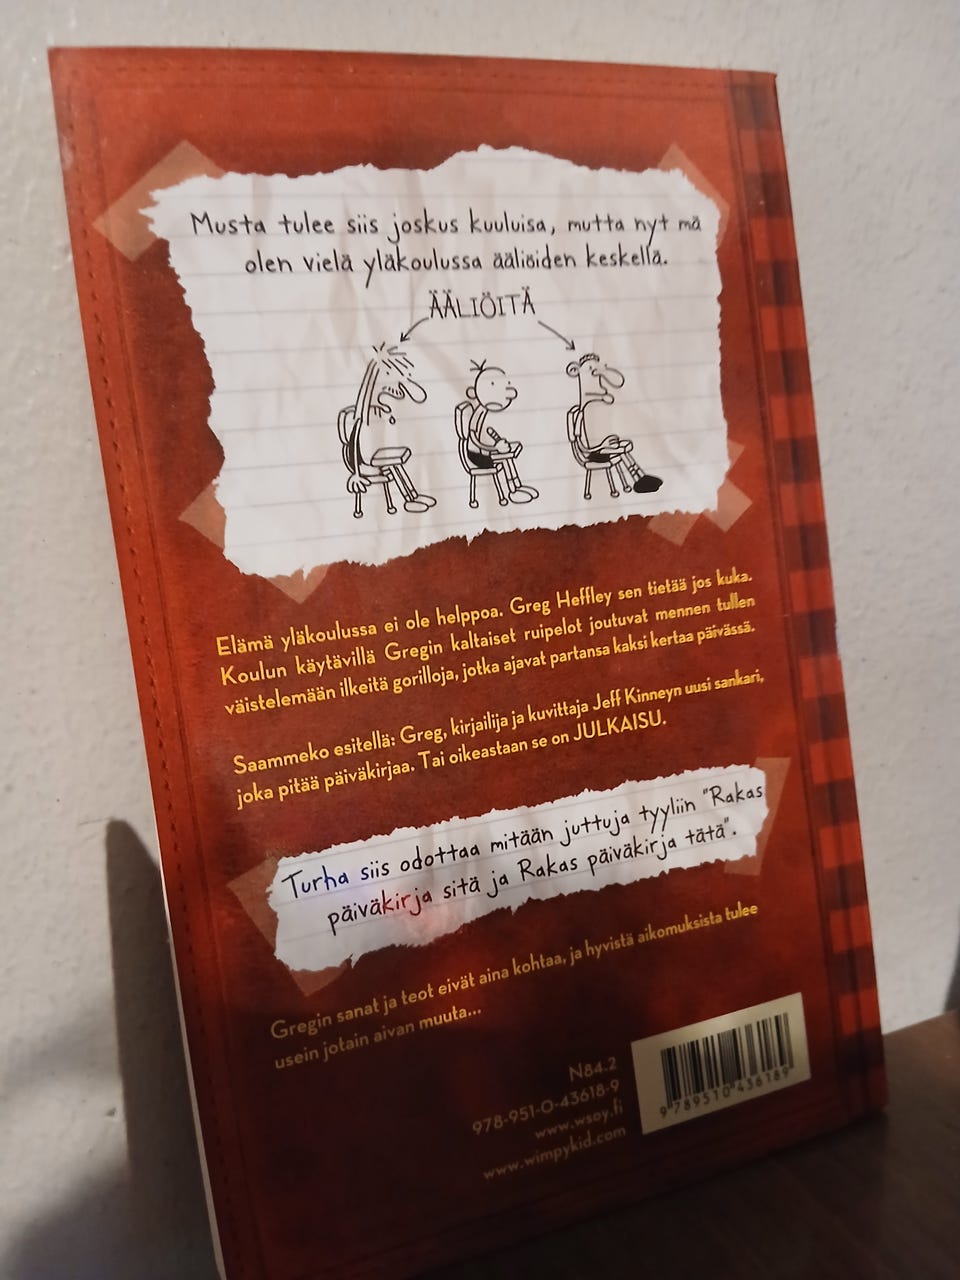 Musta tulee siis joskus kuuluisa, mutta nyt mä
olen vielä yläkoulussa ääliöiden keskellä.
ÄÄLIÖITÄ
Elämä yläkoulussa ei ole helppoa. Greg Heffley sen tietää jos kuka.
Koulun käytävillä Gregin kaltaiset ruipelot joutuvat mennen tullen
väistelemään ilkeitä gorilloja, jotka ajavat partansa kaksi kertaa päivässä.
Saammeko esitellä: Greg, kirjailija ja kuvittaja Jeff Kinneyn uusi sankari,
joka pitää päiväkirjaa. Tai oikeastaan se on JULKAISU.
Turha siis odottaa mitään juttuja tyyliin "Rakas
päiväkirja sitä ja Rakas päiväkirja tätä".
Gregin sanat ja teot eivät aina kohtaa, ja hyvistä aikomuksista tulee
usein jotain aivan muuta...
N84.2
978-951-0-43618-9
www.wsoy.fi
www.wimpykid.com
9 789510 436189